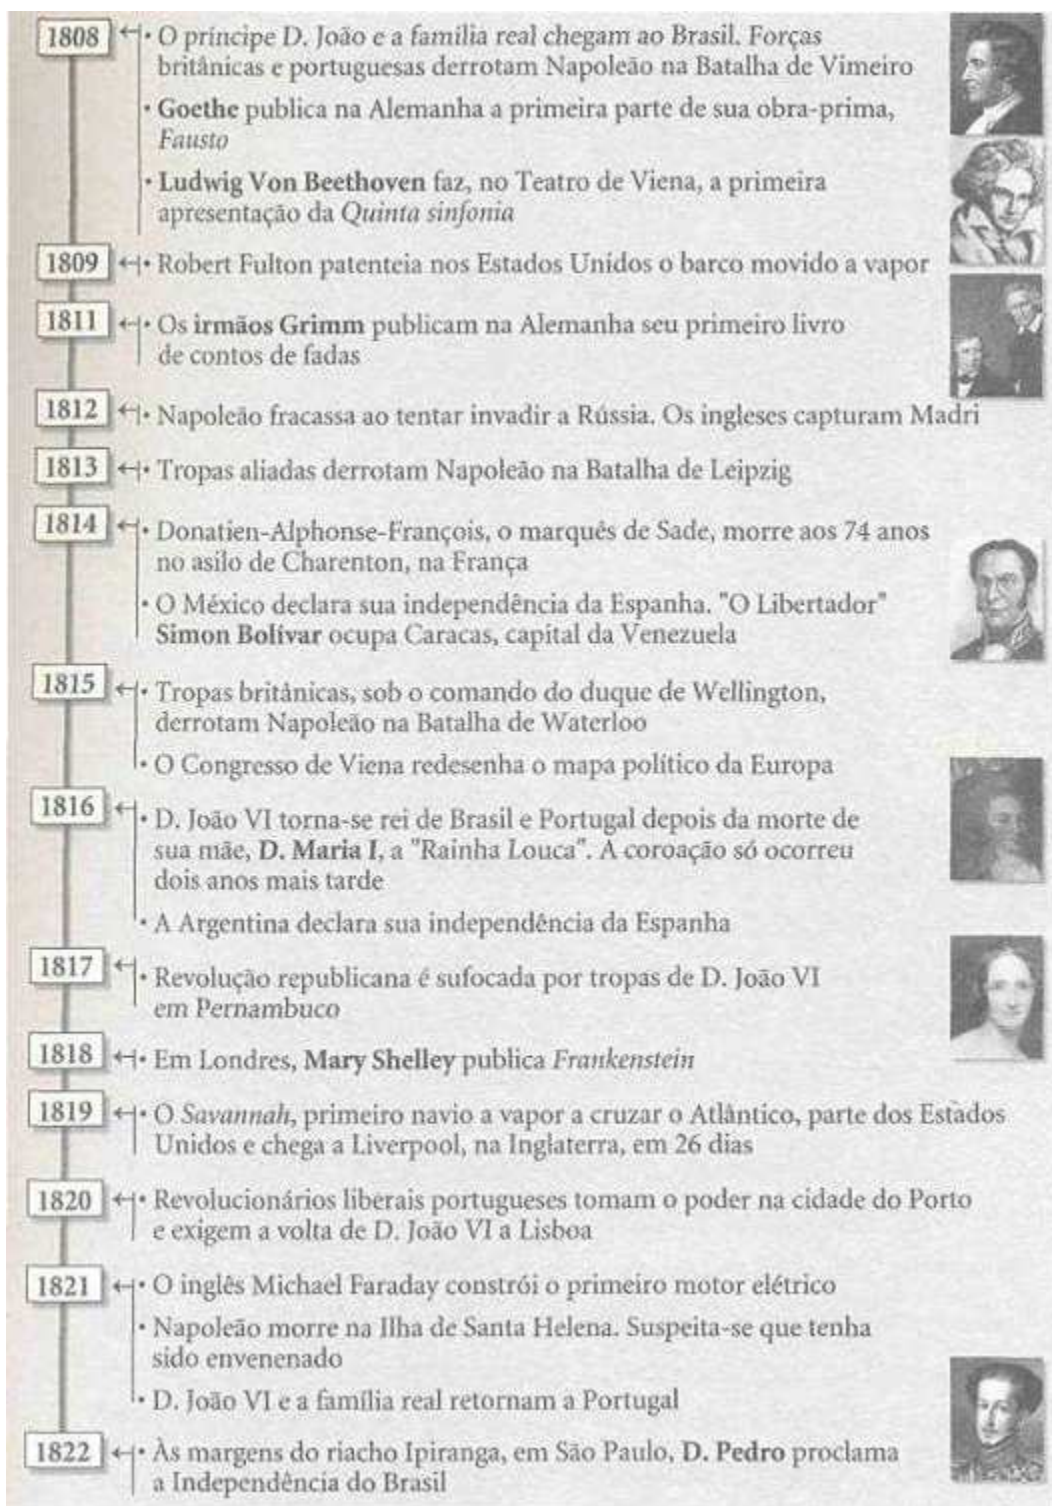 1808
• O príncipe D. João e a família real chegam ao Brasil. Forças
britânicas e portuguesas derrotam Napoleão na Batalha de Vimeiro
• Goethe publica na Alemanha a primeira parte de sua obra-prima,
Fausto
• Ludwig Von Beethoven faz, no Teatro de Viena, a primeira
apresentação da Quinta sinfonia
1809
• Robert Fulton patenteia nos Estados Unidos o barco movido a vapor
1811
• Os irmãos Grimm publicam na Alemanha seu primeiro livro
de contos de fadas
1812
• Napoleão fracassa ao tentar invadir a Rússia. Os ingleses capturam Madri
1813
• Tropas aliadas derrotam Napoleão na Batalha de Leipzig
1814
• Donatien-Alphonse-François, o marquês de Sade, morre aos 74 anos
no asilo de Charenton, na França
• O México declara sua independência da Espanha. "O Libertador"
Simon Bolívar ocupa Caracas, capital da Venezuela
1815
• Tropas britânicas, sob o comando do duque de Wellington,
derrotam Napoleão na Batalha de Waterloo
• O Congresso de Viena redesenha o mapa político da Europa
1816
• D. João VI torna-se rei de Brasil e Portugal depois da morte de
sua mãe, D. Maria I, a "Rainha Louca". A coroação só ocorreu
dois anos mais tarde
• A Argentina declara sua independência da Espanha
1817
• Revolução republicana é sufocada por tropas de D. João VI
em Pernambuco
1818
• Em Londres, Mary Shelley publica Frankenstein
1819
• O Savannah, primeiro navio a vapor a cruzar o Atlântico, parte dos Estados
Unidos e chega a Liverpool, na Inglaterra, em 26 dias
1820
• Revolucionários liberais portugueses tomam o poder na cidade do Porto
e exigem a volta de D. João VI a Lisboa
1821
• O inglês Michael Faraday constrói o primeiro motor elétrico
• Napoleão morre na Ilha de Santa Helena. Suspeita-se que tenha
sido envenenado
• D. João VI e a família real retornam a Portugal
1822
• Às margens do riacho Ipiranga, em São Paulo, D. Pedro proclama
a Independência do Brasil